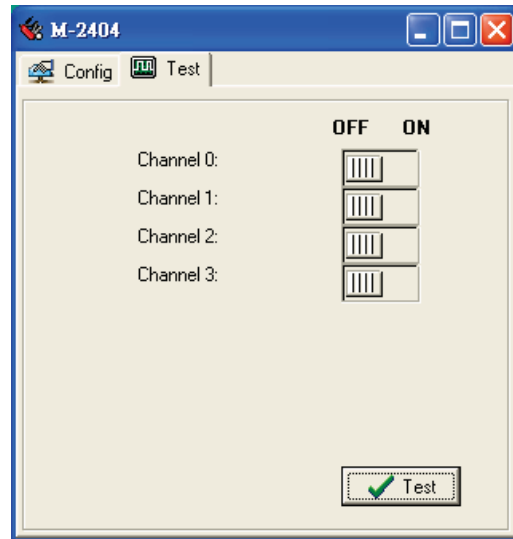 M-2404
Config Test
OFF ON
Channel 0:
Channel 1:
Channel 2:
Channel 3:
Test